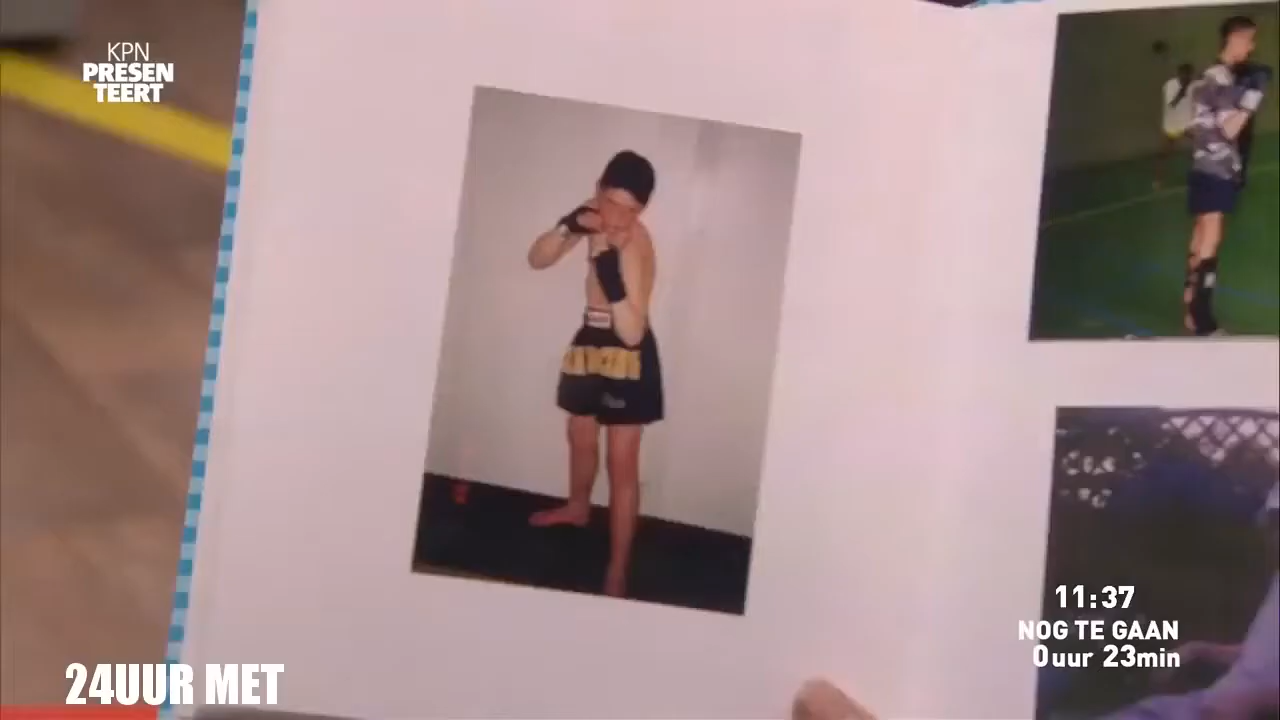 KPN
PRESEN
TEERT
11:37
NOG TE GAAN
0uur 23min
24UUR MET